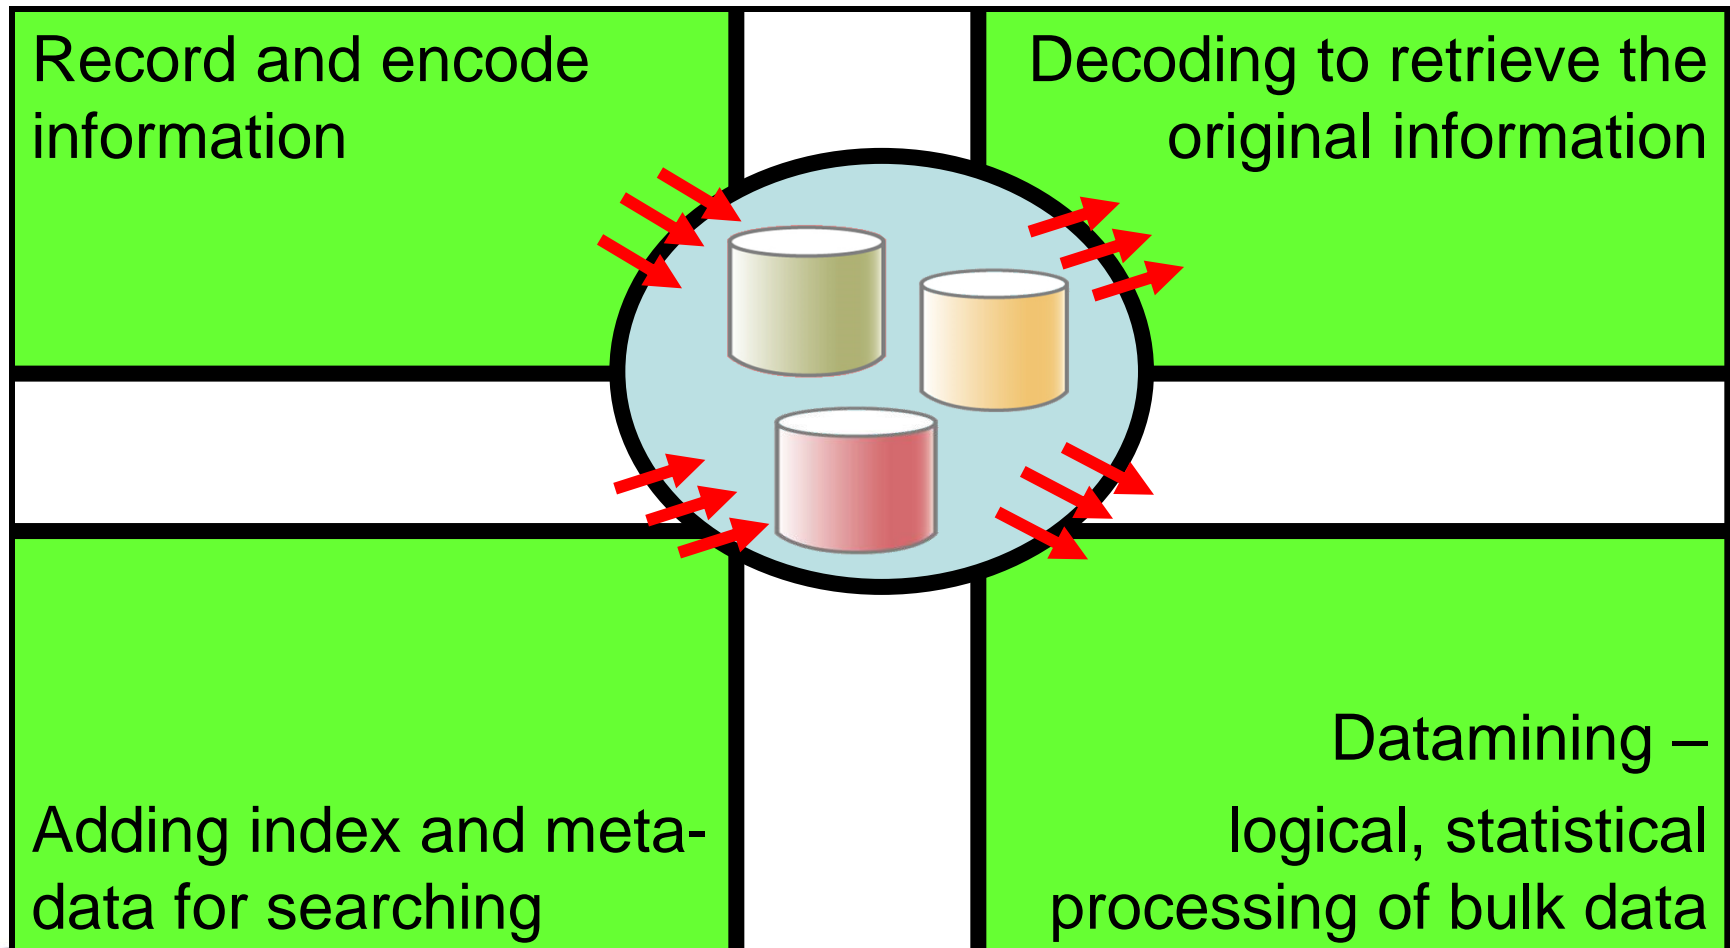 Record and encode
information
Decoding to retrieve the
original information
Adding index and meta-
data for searching
Datamining –
logical, statistical
processing of bulk data